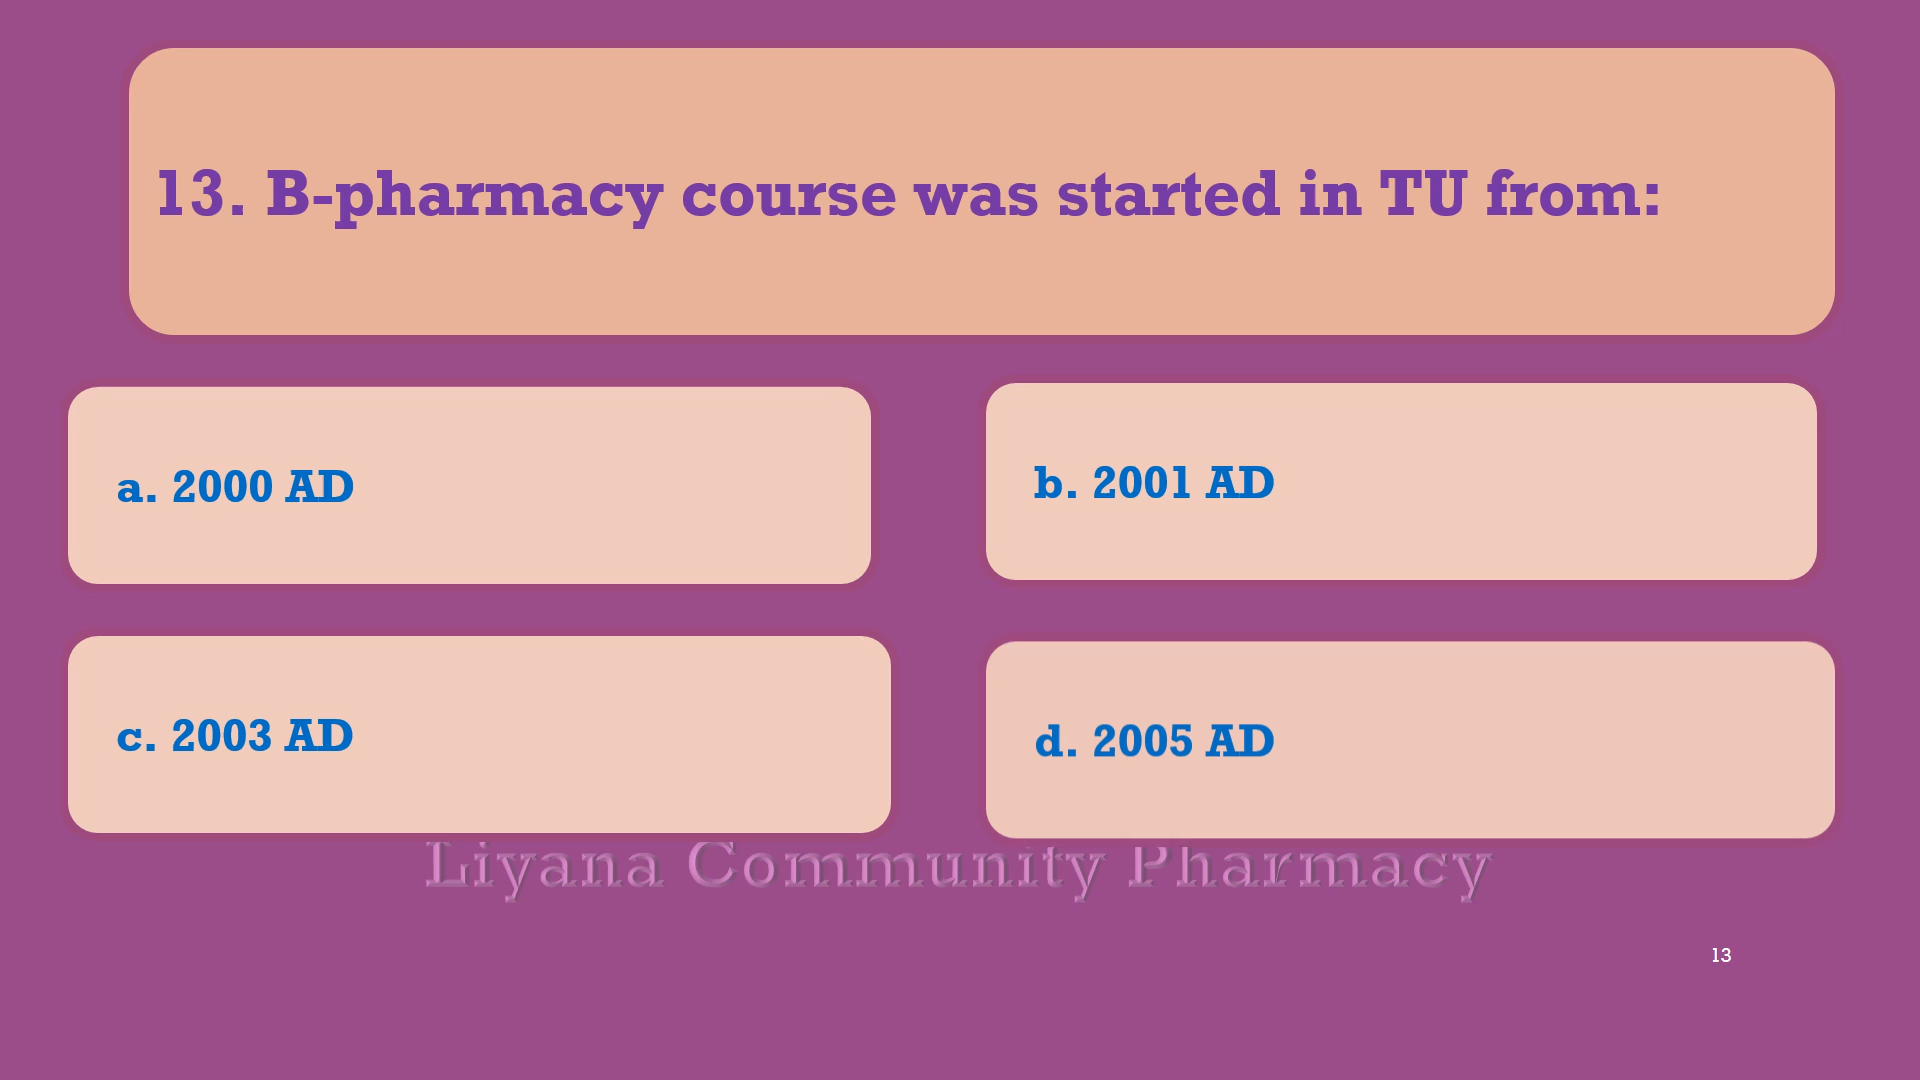 13. B-pharmacy course was started in TU from:
a. 2000 AD
b. 2001 AD
c. 2003 AD
d. 2005 AD
Liyana Community Pharmacy
13